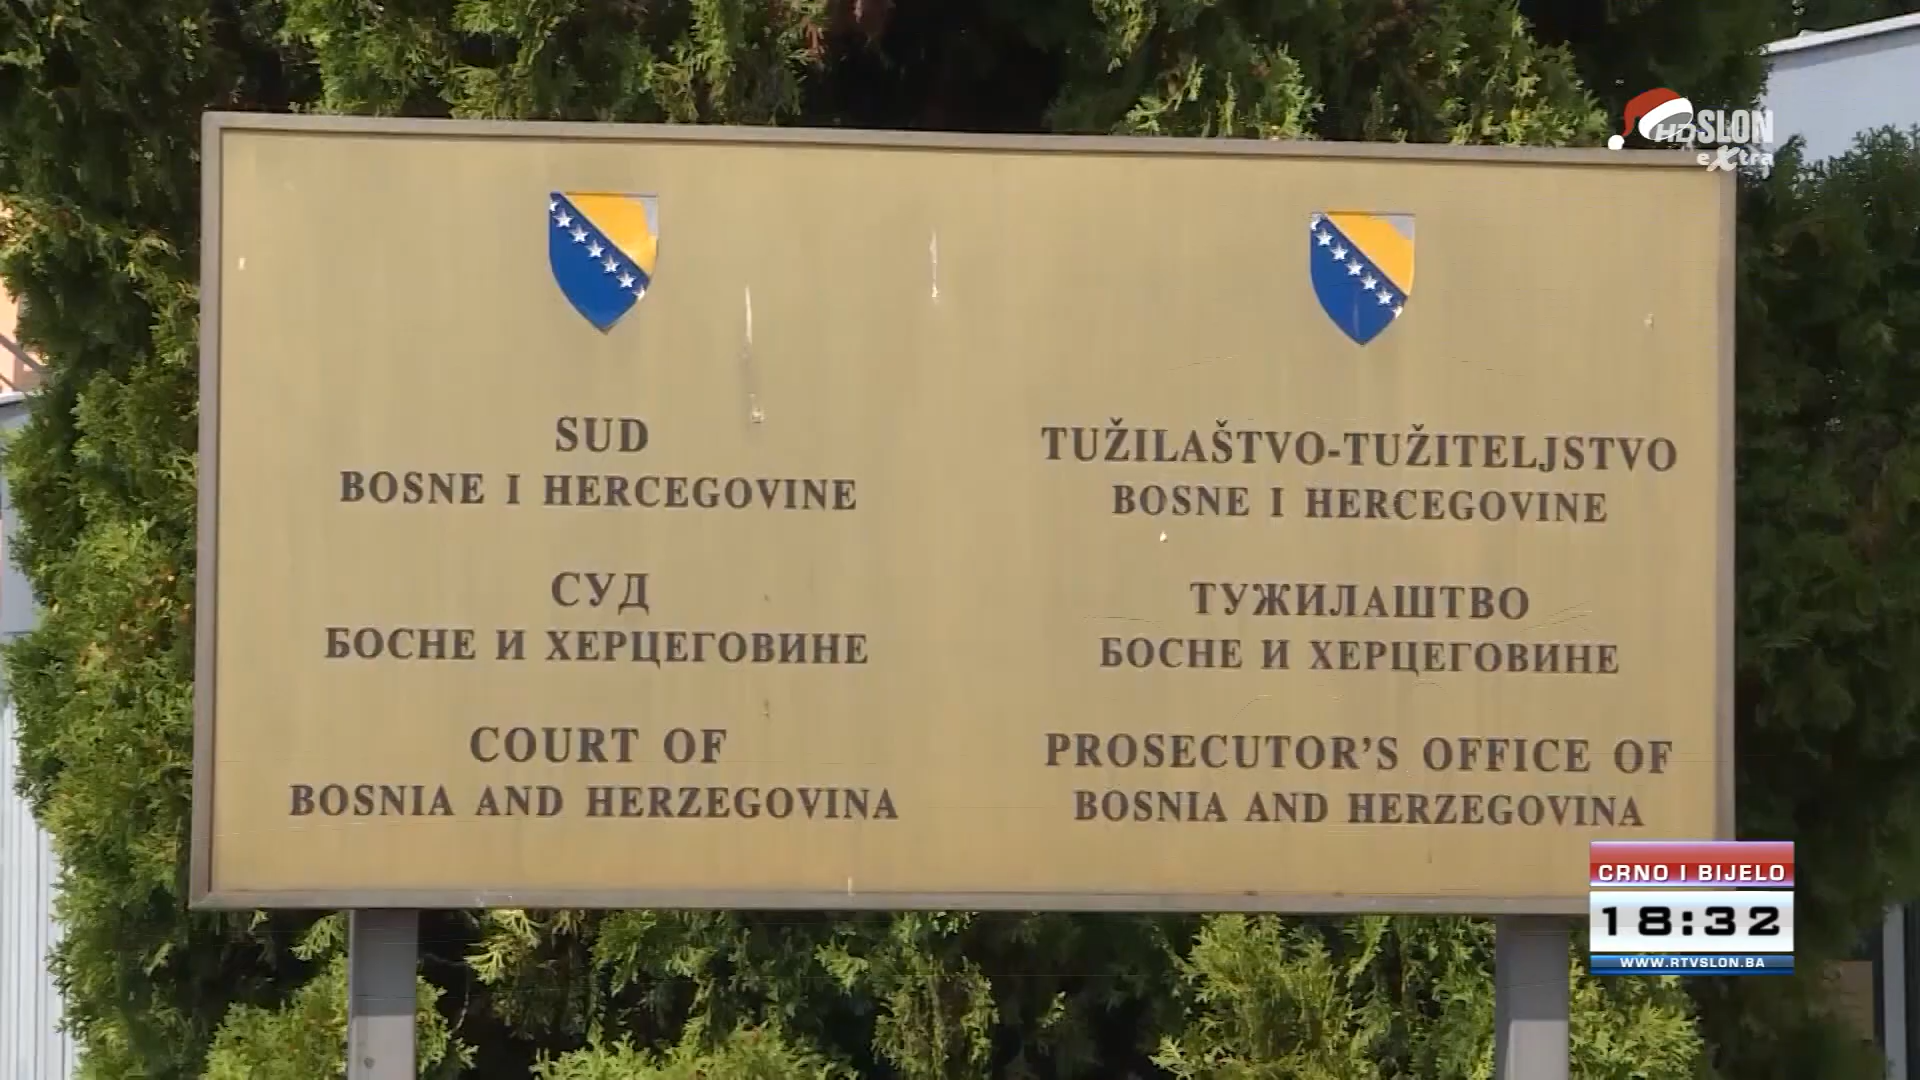 HD SLON
extra
SUD
BOSNE I HERCEGOVINE
СУД
БОСНЕ И ХЕРЦЕГОВИНЕ
COURT OF
BOSNIA AND HERZEGOVINA
TUŽILAŠTVO-TUŽITELJSTVO
BOSNE I HERCEGOVINE
ТУЖИЛАШТВО
БОСНЕ И ХЕРЦЕГОВИНЕ
PROSECUTOR’S OFFICE OF
BOSNIA AND HERZEGOVINA
CRNO I BIJELO
18:32
WWW.RTVSLON.BA